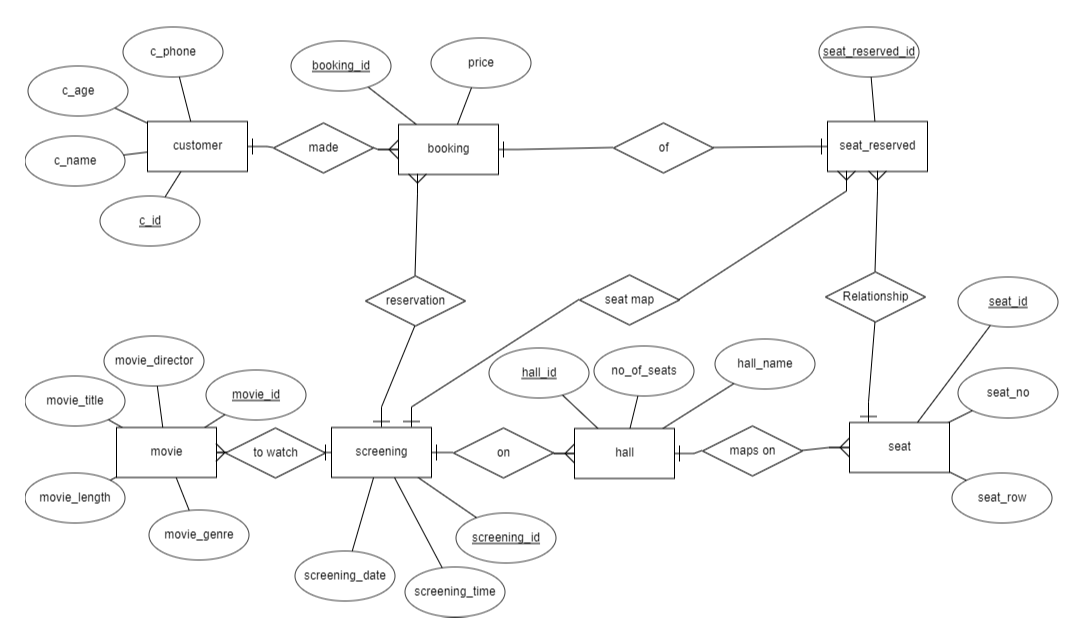 c_phone
booking_id
price
seat_reserved_id
c_age
customer
made
booking
of
seat_reserved
c_name
c_id
reservation
seat map
Relationship
seat_id
movie_director
movie_title
movie_id
hall_id
no_of_seats
hall_name
seat_no
movie
to watch
screening
on
hall
maps on
seat
movie_length
movie_genre
screening_id
seat_row
screening_date
screening_time